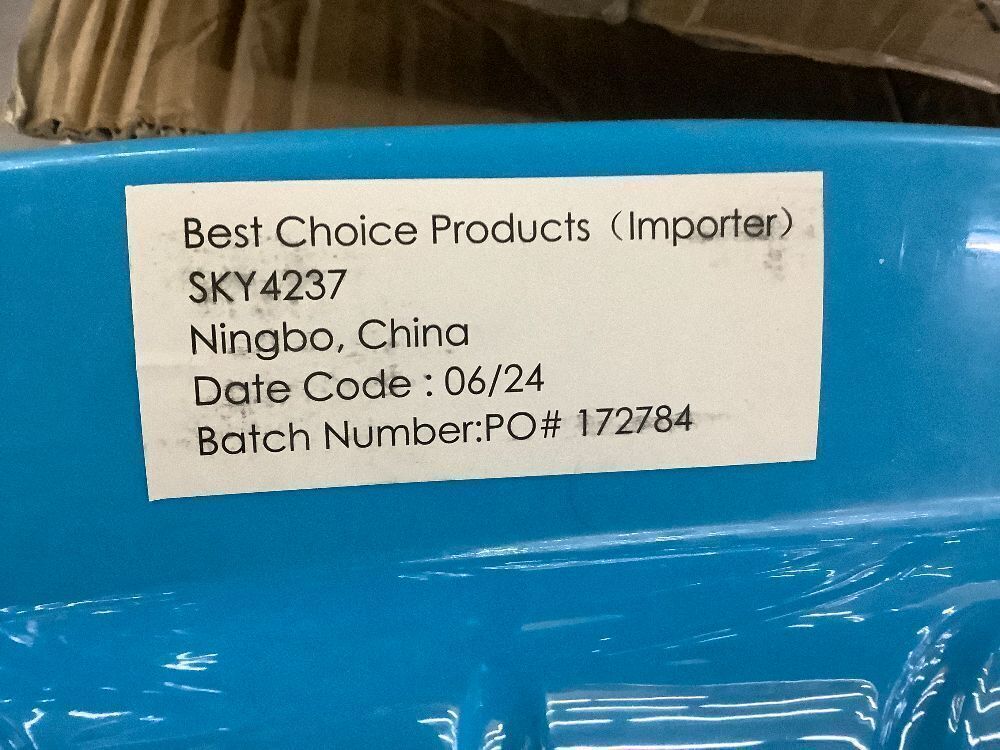 Best Choice Products（Importer）
SKY4237
Ningbo, China
Date Code : 06/24
Batch Number:PO# 172784